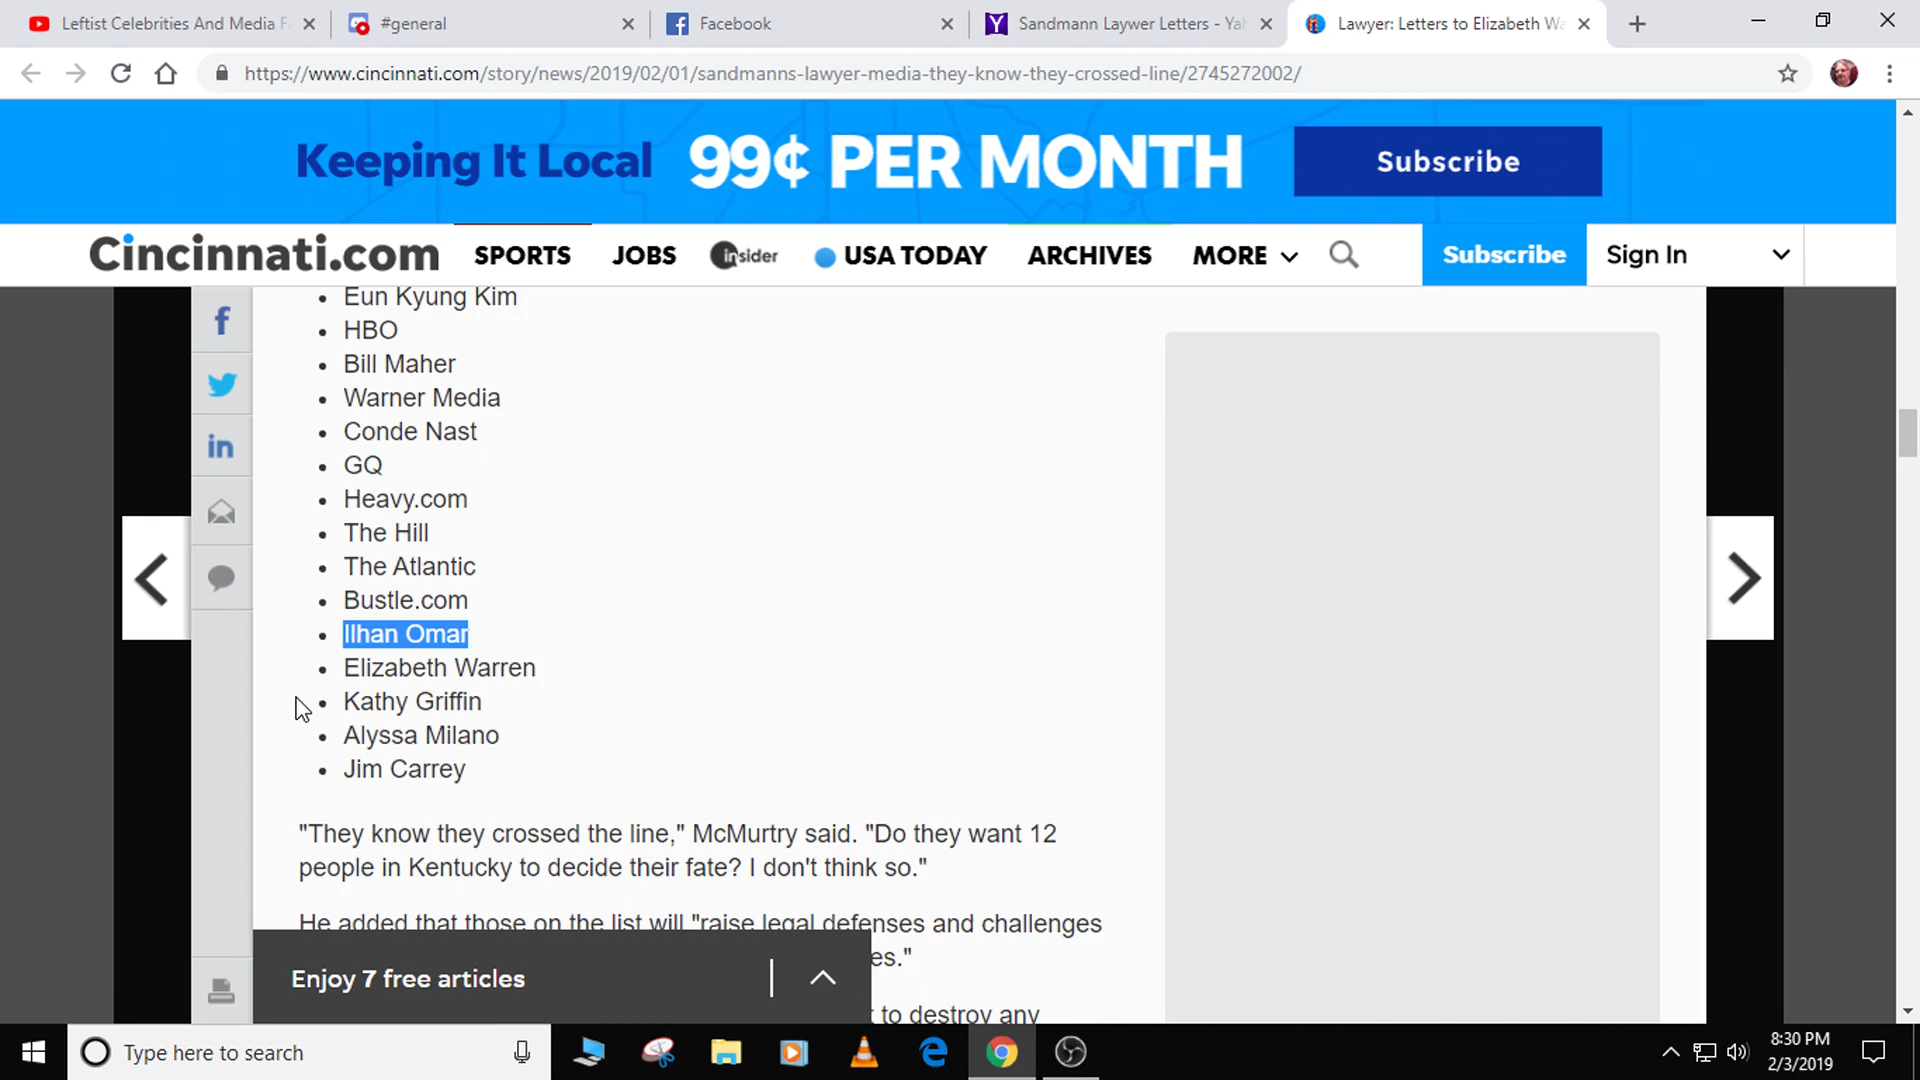 Leftist Celebrities And Media F
#general
Facebook
Sandmann Laywer Letters - Yah
Lawyer: Letters to Elizabeth Wa
https://www.cincinnati.com/story/news/2019/02/01/sandmanns-lawyer-media-they-know-they-crossed-line/2745272002/
Keeping It Local 99¢ PER MONTH Subscribe
Cincinnati.com SPORTS JOBS insider USA TODAY ARCHIVES MORE Subscribe Sign In
Eun Kyung Kim
HBO
Bill Maher
Warner Media
Conde Nast
GQ
Heavy.com
The Hill
The Atlantic
Bustle.com
Ilhan Omar
Elizabeth Warren
Kathy Griffin
Alyssa Milano
Jim Carrey
"They know they crossed the line," McMurtry said. "Do they want 12
people in Kentucky to decide their fate? I don't think so."
He added that those on the list will "raise legal defenses and challenges
es."
Enjoy 7 free articles
t to destroy any
Type here to search
8:30 PM
2/3/2019